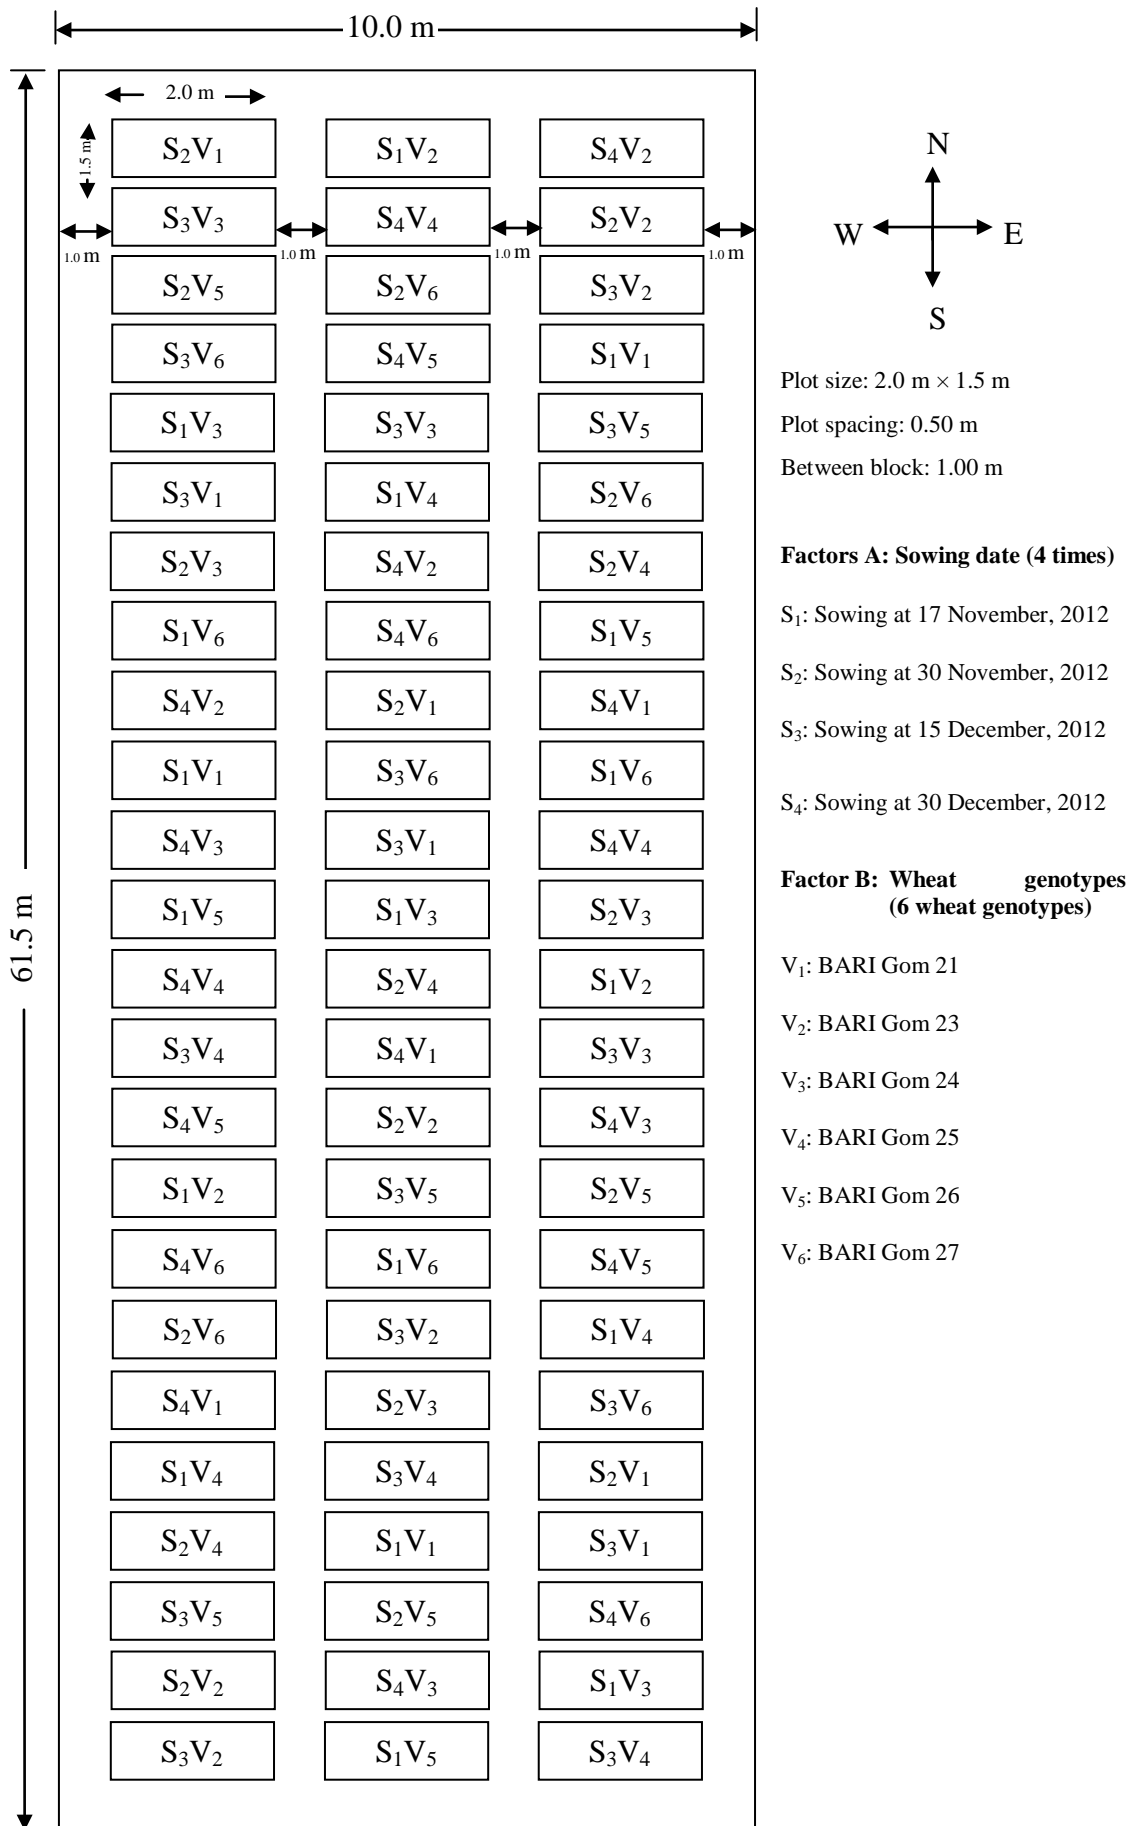 10.0 m
2.0 m
1.5 m
S₂V₁ S₁V₂ S₄V₂
S₃V₃ S₄V₄ S₂V₂
1.0 m 1.0 m 1.0 m 1.0 m
S₂V₅ S₂V₆ S₃V₂
S₃V₆ S₄V₅ S₁V₁
S₁V₃ S₃V₃ S₃V₅
S₃V₁ S₁V₄ S₂V₆
S₂V₃ S₄V₂ S₂V₄
S₁V₆ S₄V₆ S₁V₅
S₄V₂ S₂V₁ S₄V₁
S₁V₁ S₃V₆ S₁V₆
S₄V₃ S₃V₁ S₄V₄
S₁V₅ S₁V₃ S₂V₃
S₄V₄ S₂V₄ S₁V₂
S₃V₄ S₄V₁ S₃V₃
S₄V₅ S₂V₂ S₄V₃
S₁V₂ S₃V₅ S₂V₅
S₄V₆ S₁V₆ S₄V₅
S₂V₆ S₃V₂ S₁V₄
S₄V₁ S₂V₃ S₃V₆
S₁V₄ S₃V₄ S₂V₁
S₂V₄ S₁V₁ S₃V₁
S₃V₅ S₂V₅ S₄V₆
S₂V₂ S₄V₃ S₁V₃
S₃V₂ S₁V₅ S₃V₄
61.5 m
N
W E
S
Plot size: 2.0 m × 1.5 m
Plot spacing: 0.50 m
Between block: 1.00 m
Factors A: Sowing date (4 times)
S₁: Sowing at 17 November, 2012
S₂: Sowing at 30 November, 2012
S₃: Sowing at 15 December, 2012
S₄: Sowing at 30 December, 2012
Factor B: Wheat genotypes
(6 wheat genotypes)
V₁: BARI Gom 21
V₂: BARI Gom 23
V₃: BARI Gom 24
V₄: BARI Gom 25
V₅: BARI Gom 26
V₆: BARI Gom 27